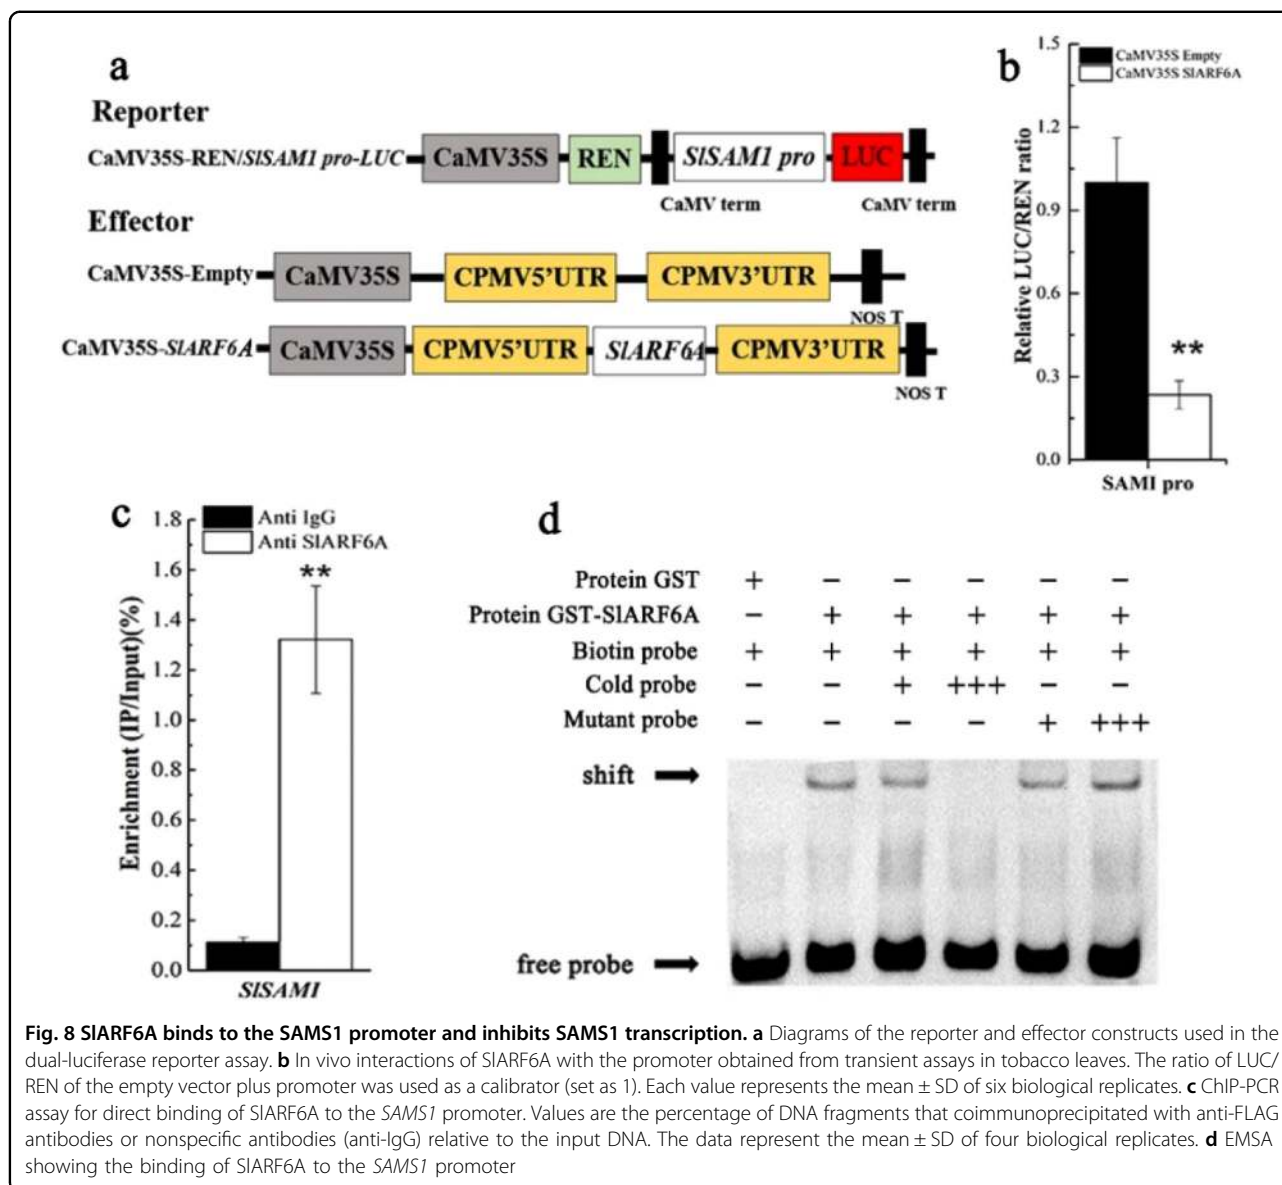 a
Reporter
CaMV35S-REN/SlSAM1 pro-LUC
CaMV35S
REN
SlSAM1 pro
LUC
CaMV term
CaMV term
Effector
CaMV35S-Empty
CaMV35S
CPMV5'UTR
CPMV3'UTR
NOS T
CaMV35S-SlARF6A
CaMV35S
CPMV5'UTR
SlARF6A
CPMV3'UTR
NOS T
b
CaMV35S Empty
CaMV35S SlARF6A
Relative LUC/REN ratio
1.5
1.2
0.9
0.6
0.3
0.0
**
SAMI pro
c
Anti IgG
Anti SlARF6A
Enrichment (IP/Input)(%)
1.8
1.6
1.4
1.2
1.0
0.8
0.6
0.4
0.2
0.0
**
SlSAMI
d
Protein GST + − − − − −
Protein GST-SlARF6A − + + + + +
Biotin probe + + + + + +
Cold probe − − + +++ − −
Mutant probe − − − − + +++
shift
free probe
Fig. 8 SlARF6A binds to the SAMS1 promoter and inhibits SAMS1 transcription. a Diagrams of the reporter and effector constructs used in the
dual-luciferase reporter assay. b In vivo interactions of SlARF6A with the promoter obtained from transient assays in tobacco leaves. The ratio of LUC/
REN of the empty vector plus promoter was used as a calibrator (set as 1). Each value represents the mean ± SD of six biological replicates. c ChIP-PCR
assay for direct binding of SlARF6A to the SAMS1 promoter. Values are the percentage of DNA fragments that coimmunoprecipitated with anti-FLAG
antibodies or nonspecific antibodies (anti-IgG) relative to the input DNA. The data represent the mean ± SD of four biological replicates. d EMSA
showing the binding of SlARF6A to the SAMS1 promoter